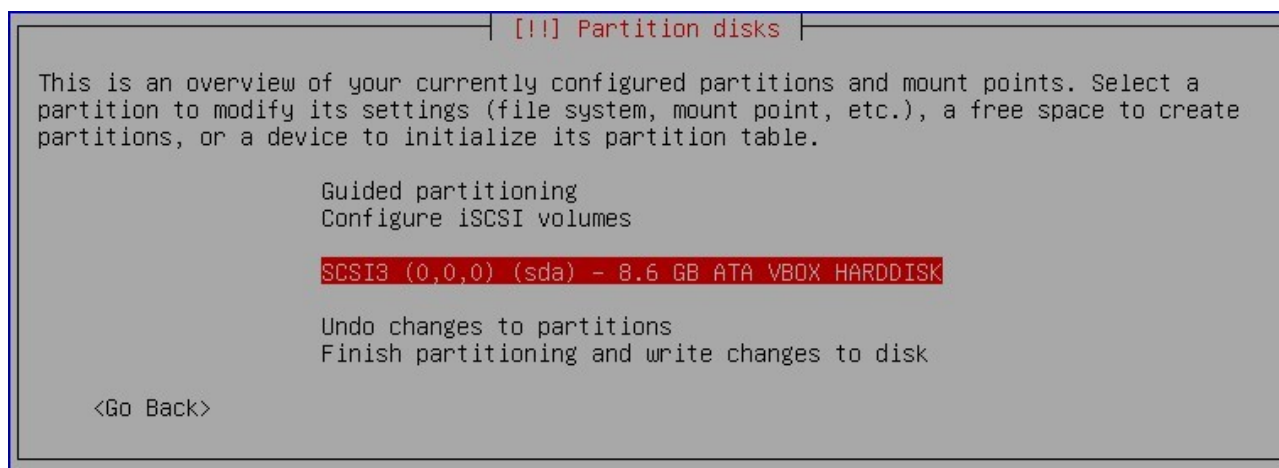 [!!] Partition disks
This is an overview of your currently configured partitions and mount points. Select a
partition to modify its settings (file system, mount point, etc.), a free space to create
partitions, or a device to initialize its partition table.
Guided partitioning
Configure iSCSI volumes
SCSI3 (0,0,0) (sda) - 8.6 GB ATA VBOX HARDDISK
Undo changes to partitions
Finish partitioning and write changes to disk
<Go Back>